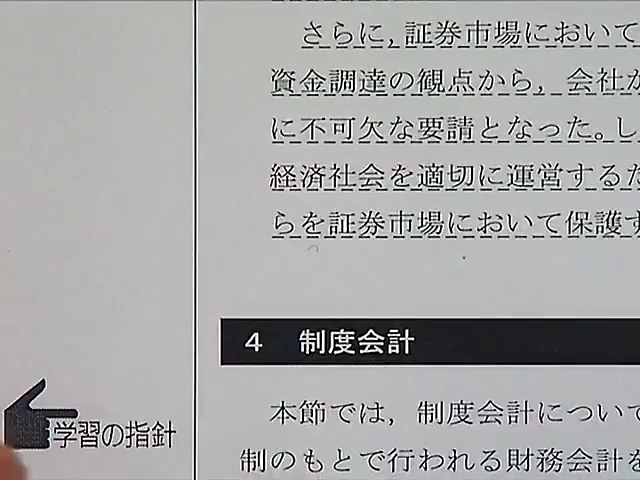 さらに，証券市場において
資金調達の観点から，会社が
に不可欠な要請となった。し
経済社会を適切に運営するた
らを証券市場において保護す
4 制度会計
学習の指針
本節では，制度会計について
制のもとで行われる財務会計を